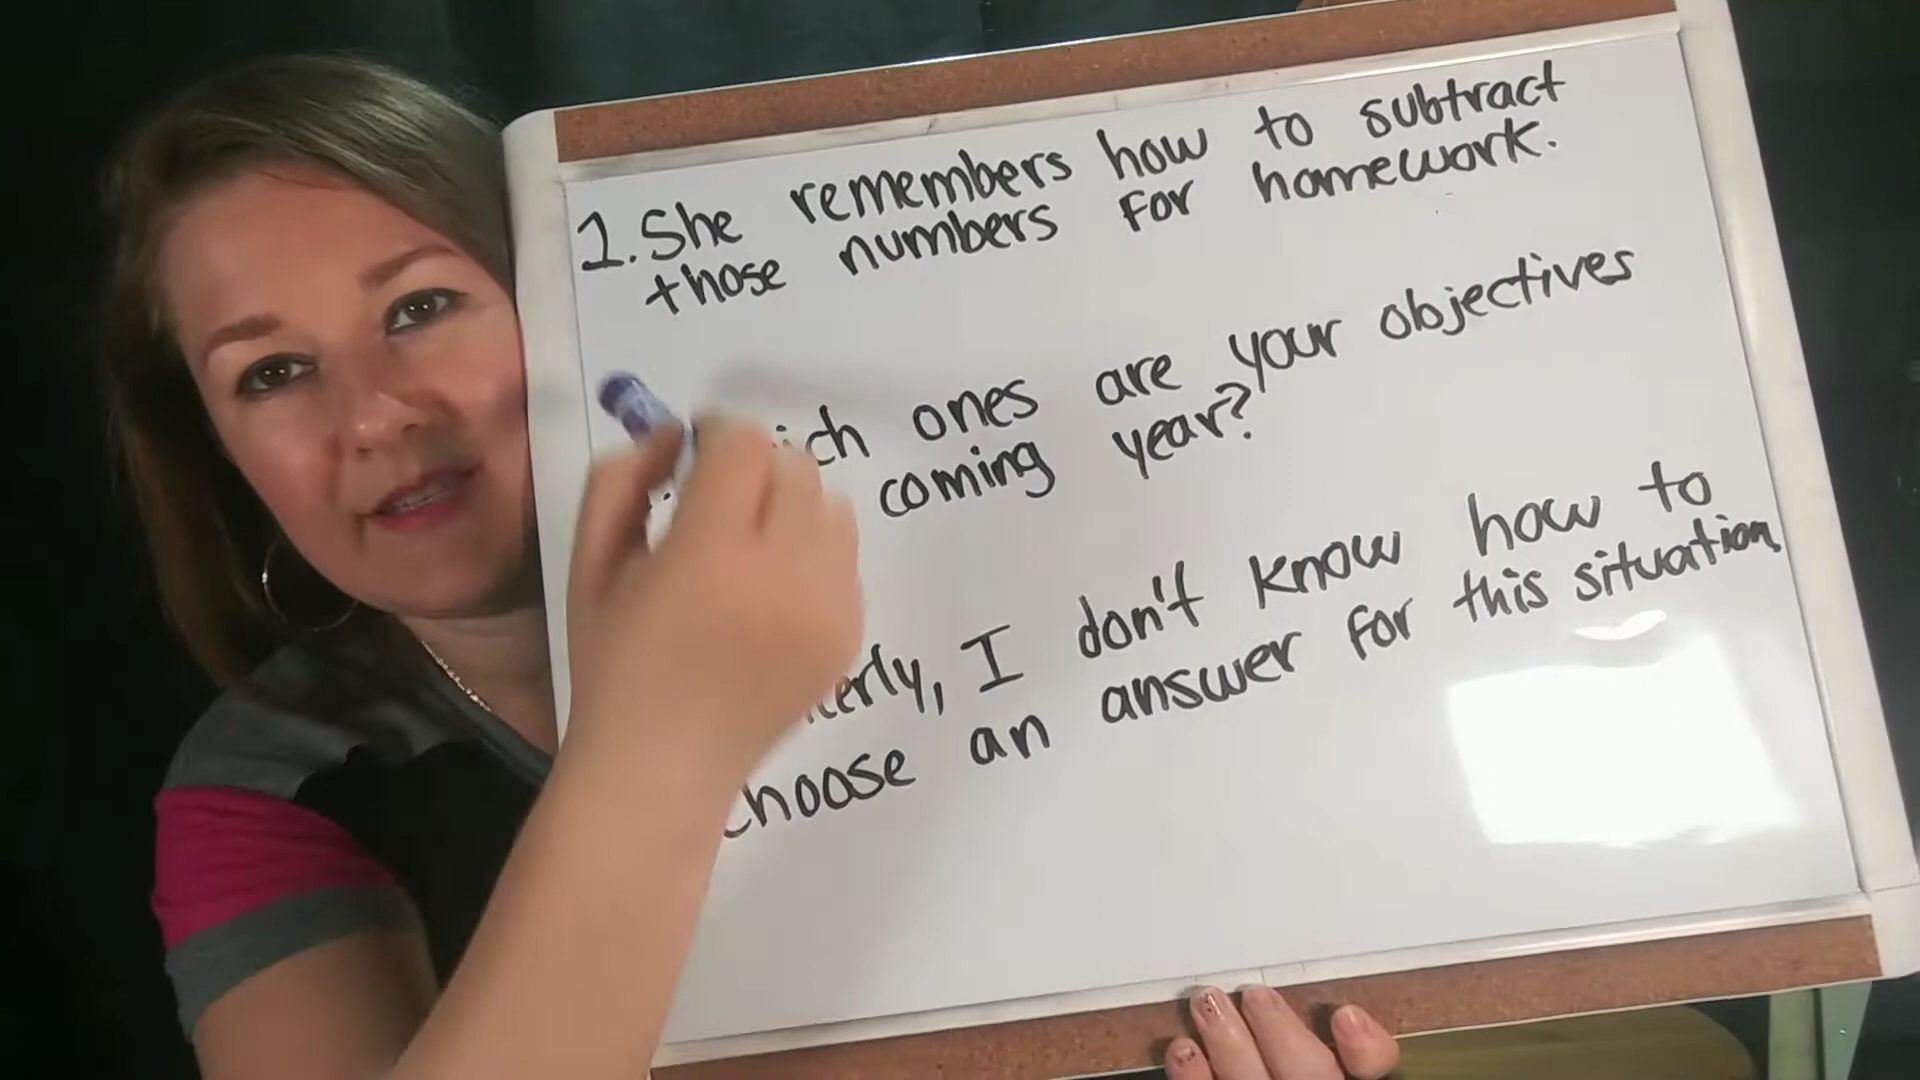 1. She remembers how to subtract
those numbers for homework.
ones are your objectives
coming year?
I don't know how to
choose an answer for this situation.